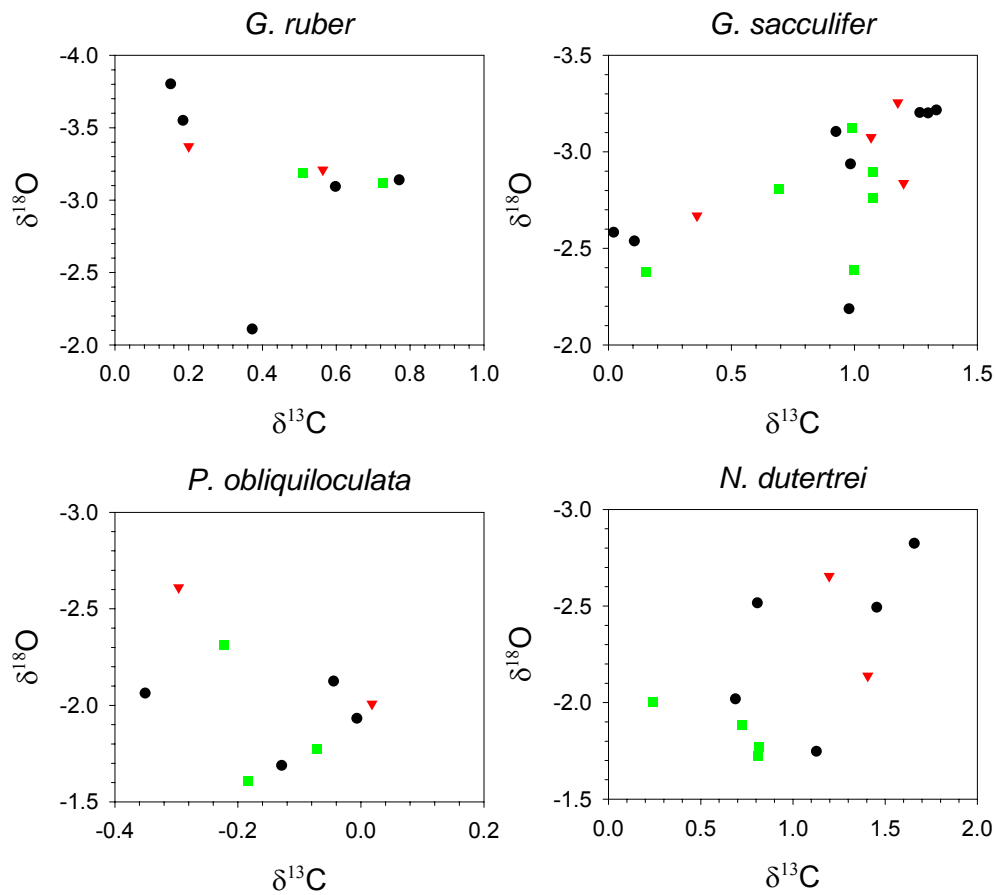 G. ruber
-4.0
-3.5
-3.0
-2.5
-2.0
δ18O
0.0 0.2 0.4 0.6 0.8 1.0
δ13C
G. sacculifer
-3.5
-3.0
-2.5
-2.0
δ18O
0.0 0.5 1.0 1.5
δ13C
P. obliquiloculata
-3.0
-2.5
-2.0
-1.5
δ18O
-0.4 -0.2 0.0 0.2
δ13C
N. dutertrei
-3.0
-2.5
-2.0
-1.5
δ18O
0.0 0.5 1.0 1.5 2.0
δ13C